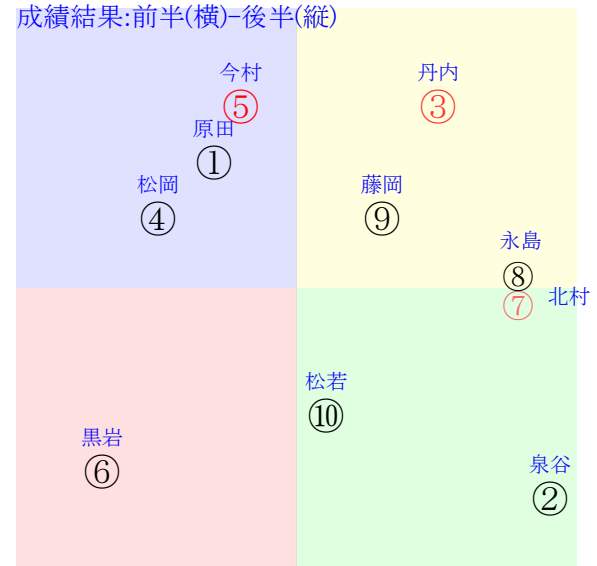 成績結果:前半(横)−後半(縦)
今村
⑤
丹内
③
原田
①
松岡
④
藤岡
⑨
永島
⑧
北村
⑦
松若
⑩
黒岩
⑥
泉谷
②